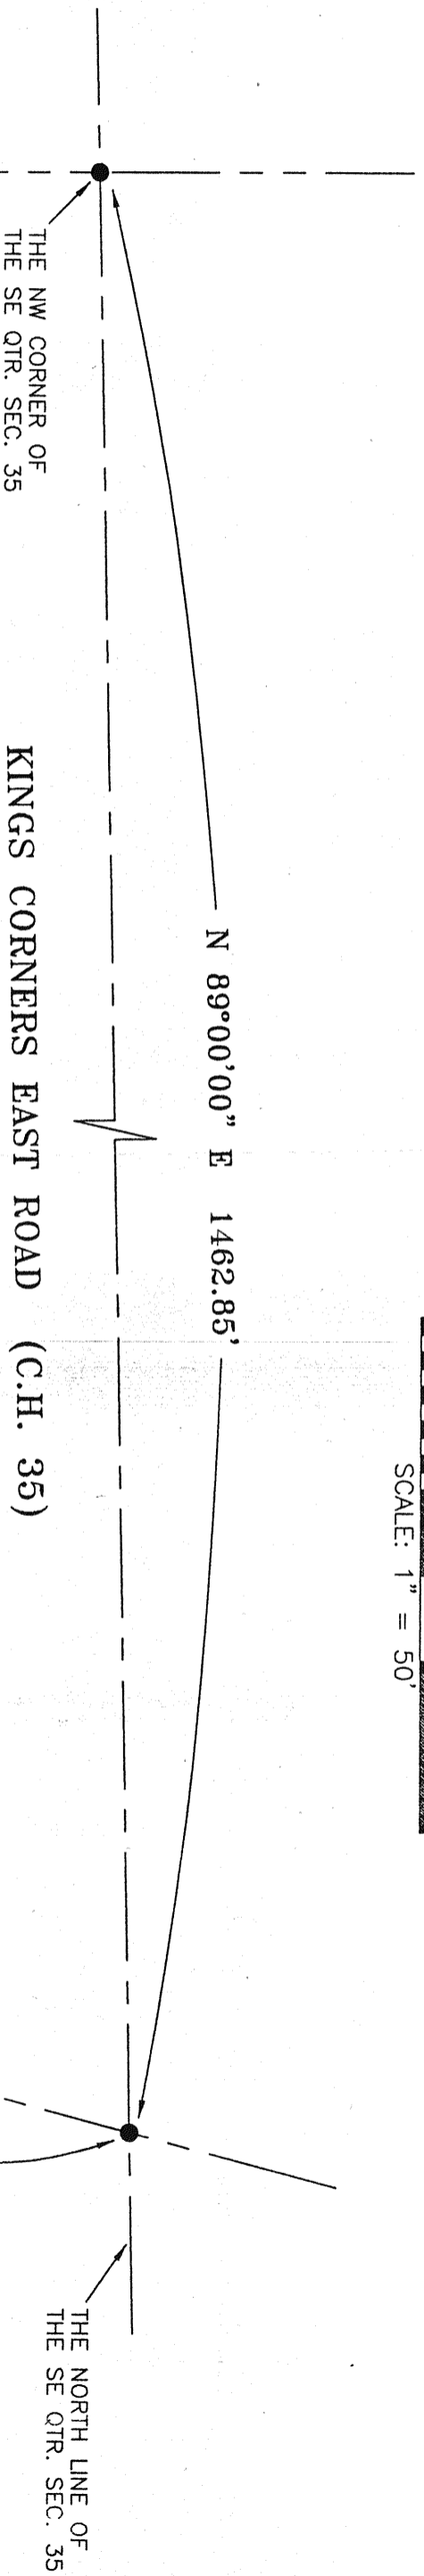 SCALE: 1" = 50'
N 89°00'00" E 1462.85'
THE NW CORNER OF
THE SE QTR. SEC. 35
KINGS CORNERS EAST ROAD (C.H. 35)
THE NORTH LINE OF
THE SE QTR. SEC. 35